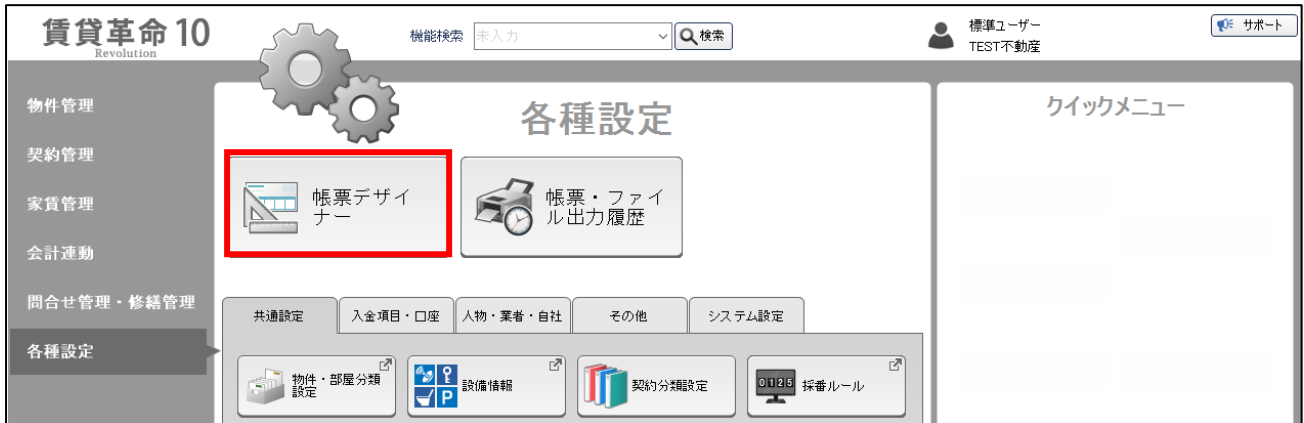 賃貸革命 10
Revolution
機能検索 未入力 検索
標準ユーザー
TEST不動産
サポート
物件管理
契約管理
家賃管理
会計連動
問合せ管理・修繕管理
各種設定
各種設定
帳票デザイ
ナー
帳票・ファイ
ル出力履歴
共通設定 入金項目・口座 人物・業者・自社 その他 システム設定
物件・部屋分類
設定
設備情報
P
契約分類設定
0125
採番ルール
クイックメニュー